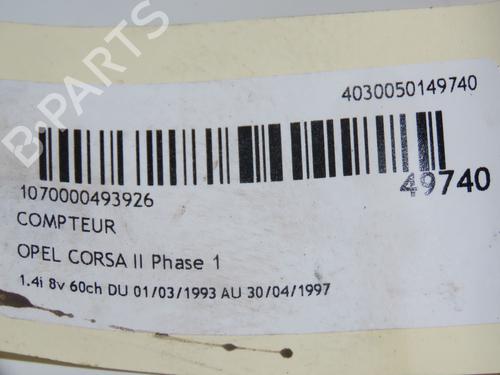 B-PARTS
4030050149740
1070000493926
49740
COMPTEUR
OPEL CORSA II Phase 1
1.4i 8v 60ch DU 01/03/1993 AU 30/04/1997